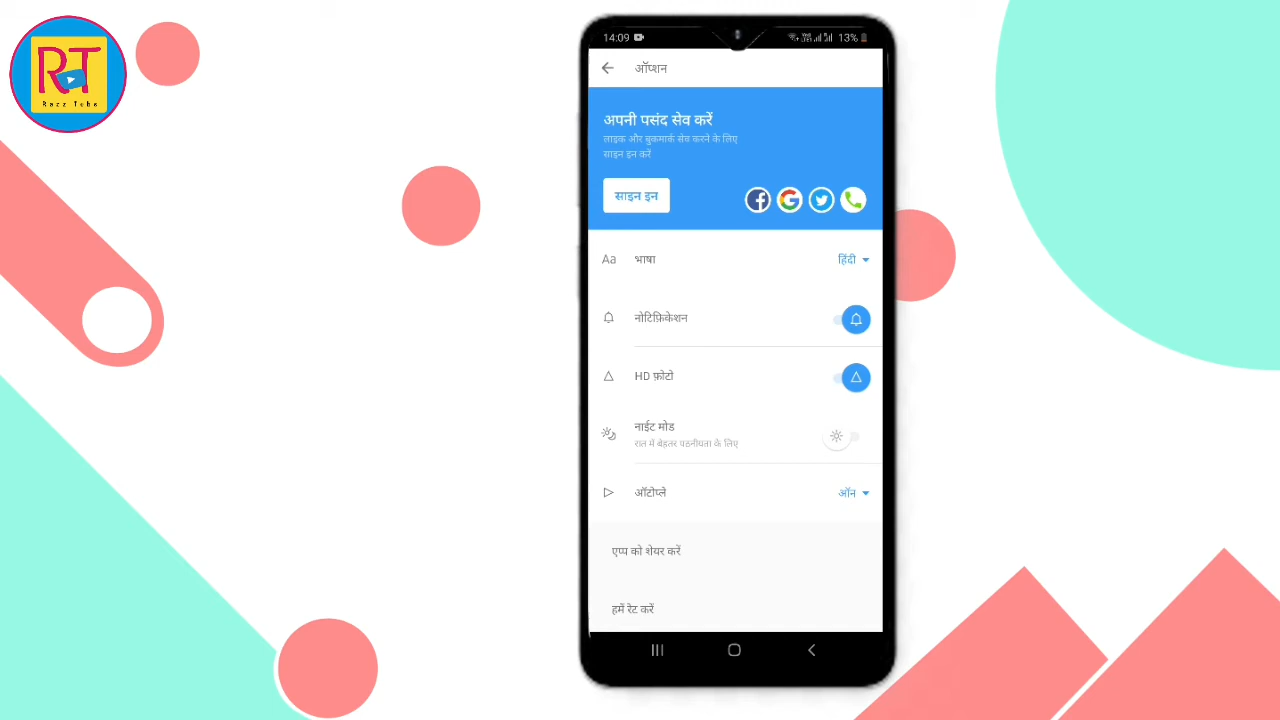 RT
Razz Tube
14:09
13%
ऑप्शन
अपनी पसंद सेव करें
लाइक और बुकमार्क सेव करने के लिए
साइन इन करें
साइन इन
Aa भाषा हिंदी
नोटिफ़िकेशन
HD फ़ोटो
नाईट मोड
रात में बेहतर पठनीयता के लिए
ऑटोप्ले ऑन
एप्प को शेयर करें
हमें रेट करें